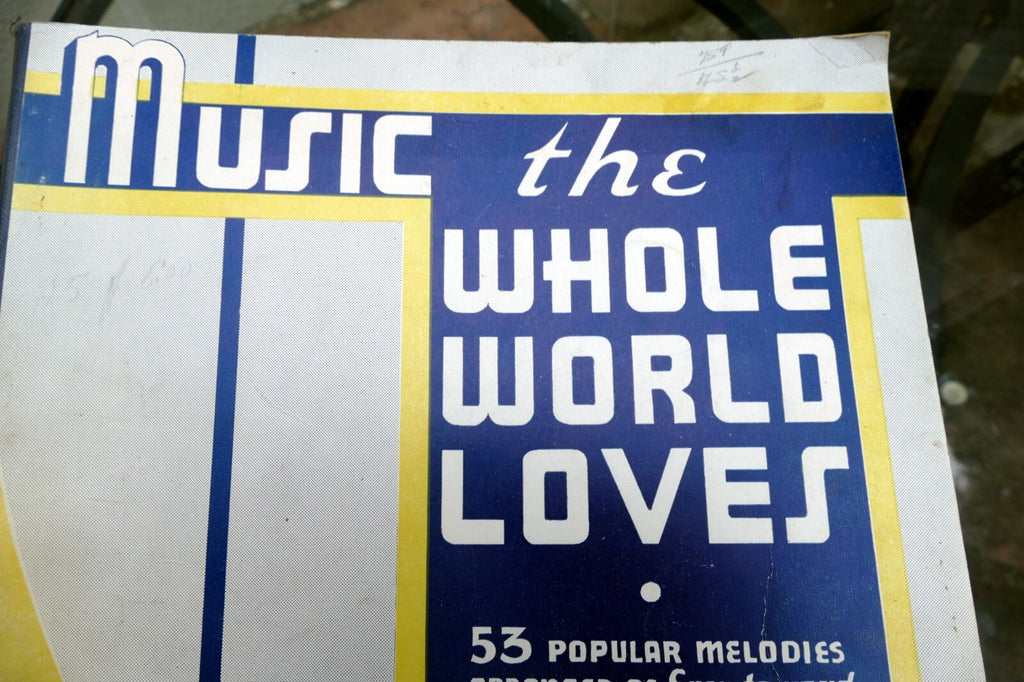 Music the
WHOLE
WORLD
LOVES
53 POPULAR MELODIES